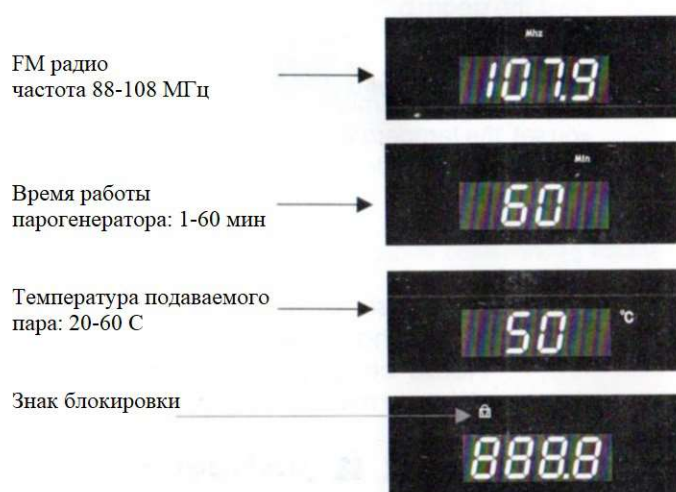 FM радио
частота 88-108 МГц
Mhz
107.9
Время работы
парогенератора: 1-60 мин
Min
60
Температура подаваемого
пара: 20-60 С
°C
50
Знак блокировки
888.8